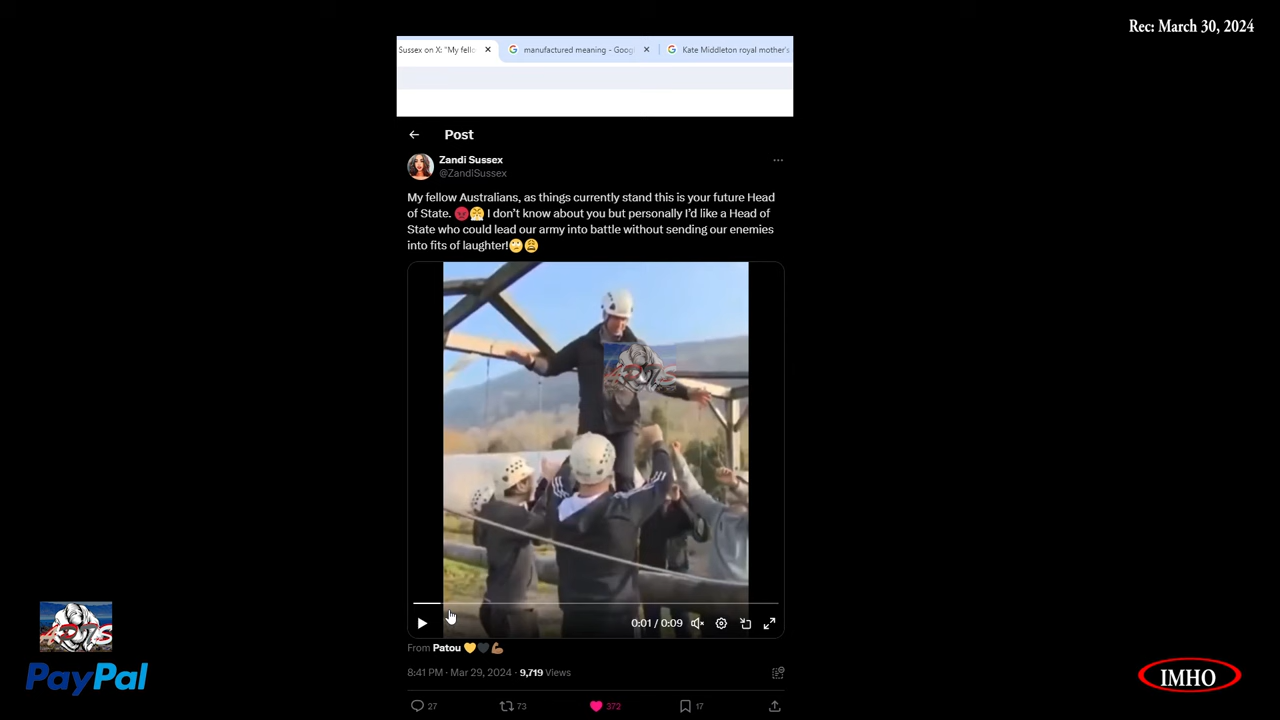 Rec: March 30, 2024
Sussex on X: "My fello
manufactured meaning - Goog
Kate Middleton royal mother's
Post
Zandi Sussex
@ZandiSussex
My fellow Australians, as things currently stand this is your future Head
of State. 😡😤 I don't know about you but personally I'd like a Head of
State who could lead our army into battle without sending our enemies
into fits of laughter!🙄😩
0:01 / 0:09
From Patou 💛🖤💪🏾
8:41 PM · Mar 29, 2024 · 9,719 Views
27
73
372
17
PayPal
IMHO